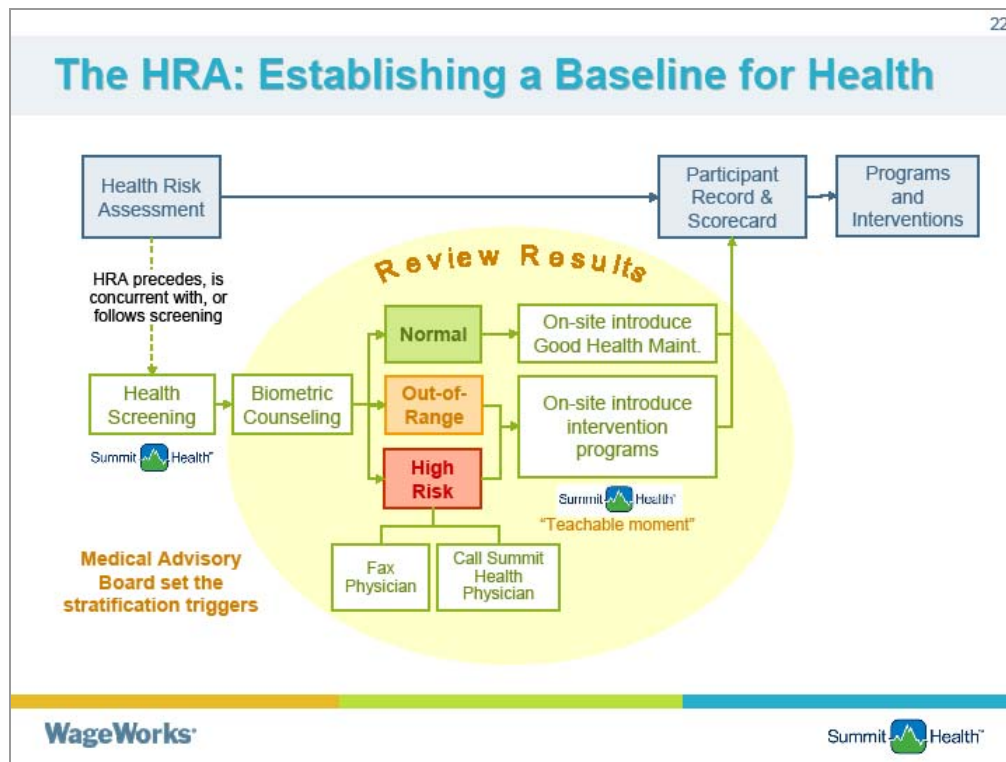 22
The HRA: Establishing a Baseline for Health
Health Risk
Assessment
Participant
Record &
Scorecard
Programs
and
Interventions
HRA precedes, is
concurrent with, or
follows screening
Review Results
Normal
On-site introduce
Good Health Maint.
Health
Screening
Biometric
Counseling
Out-of-
Range
On-site introduce
intervention
programs
Summit Health™
High
Risk
Summit Health™
"Teachable moment"
Medical Advisory
Board set the
stratification triggers
Fax
Physician
Call Summit
Health
Physician
WageWorks
Summit Health™